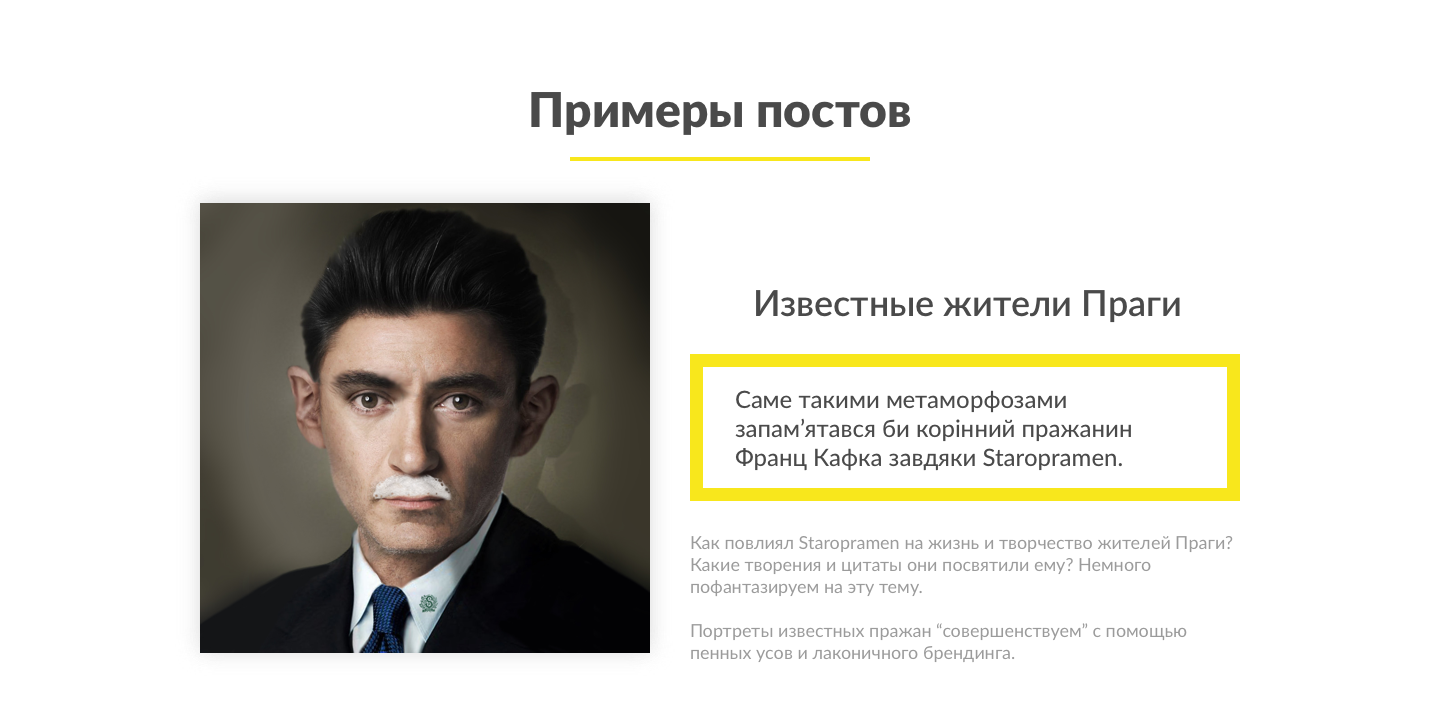 Примеры постов
Известные жители Праги
Саме такими метаморфозами
запам’ятався би корінний пражанин
Франц Кафка завдяки Staropramen.
Как повлиял Staropramen на жизнь и творчество жителей Праги?
Какие творения и цитаты они посвятили ему? Немного
пофантазируем на эту тему.
Портреты известных пражан “совершенствуем” с помощью
пенных усов и лаконичного брендинга.